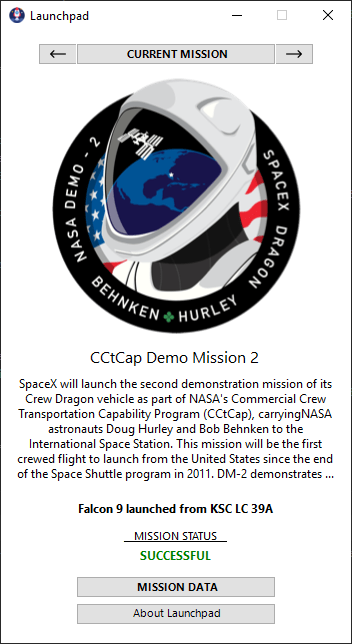 Launchpad
← CURRENT MISSION →
NASA DEMO - 2
SPACEX DRAGON
BEHNKEN HURLEY
CCtCap Demo Mission 2
SpaceX will launch the second demonstration mission of its
Crew Dragon vehicle as part of NASA's Commercial Crew
Transportation Capability Program (CCtCap), carryingNASA
astronauts Doug Hurley and Bob Behnken to the
International Space Station. This mission will be the first
crewed flight to launch from the United States since the end
of the Space Shuttle program in 2011. DM-2 demonstrates ...
Falcon 9 launched from KSC LC 39A
MISSION STATUS
SUCCESSFUL
MISSION DATA
About Launchpad